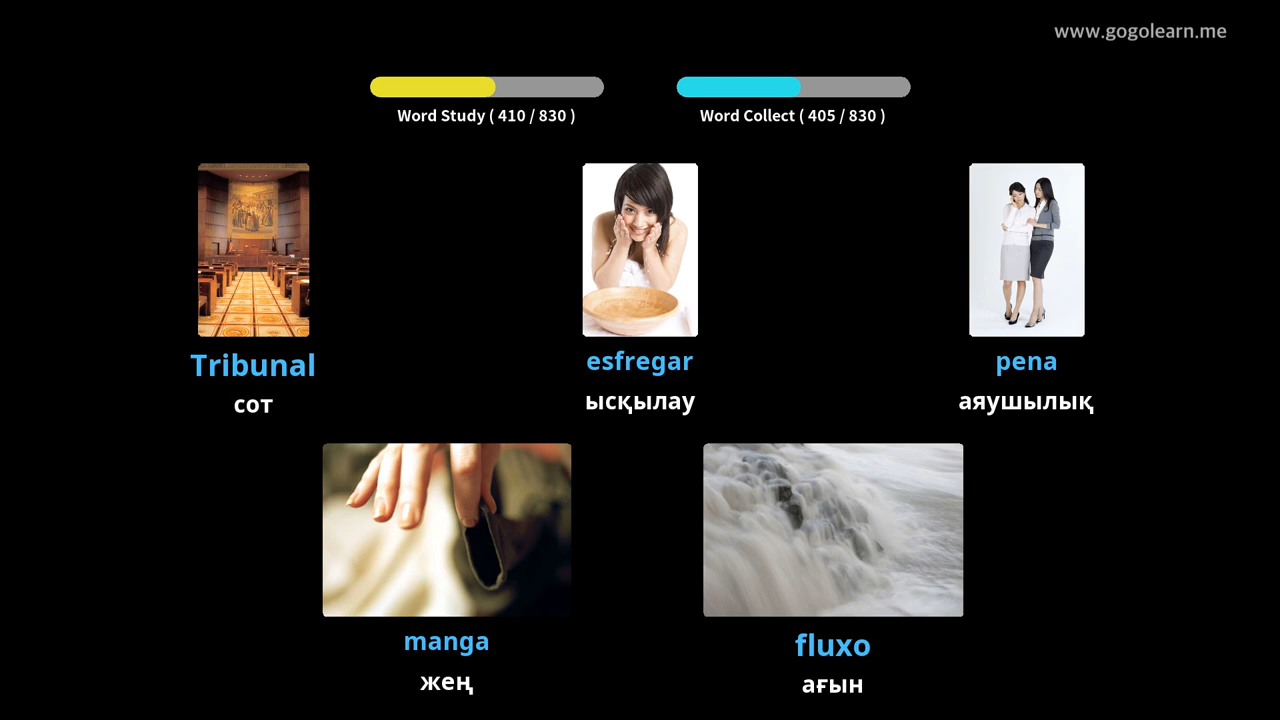 www.gogolearn.me
Word Study ( 410 / 830 )
Word Collect ( 405 / 830 )
Tribunal
сот
esfregar
ысқылау
pena
аяушылық
manga
жең
fluxo
ағын